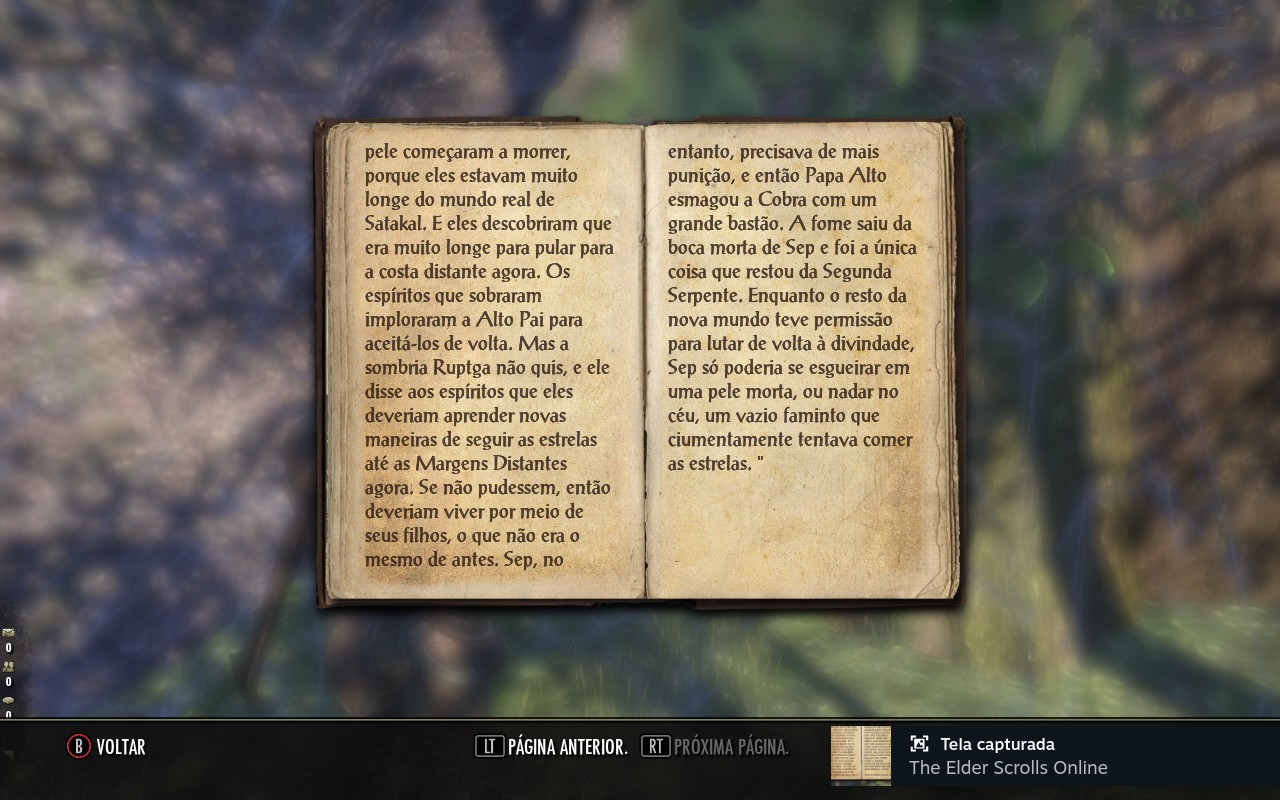 pele começaram a morrer,
porque eles estavam muito
longe do mundo real de
Satakal. E eles descobriram que
era muito longe para pular para
a costa distante agora. Os
espíritos que sobraram
imploraram a Alto Pai para
aceitá-los de volta. Mas a
sombria Ruptga não quis, e ele
disse aos espíritos que eles
deveriam aprender novas
maneiras de seguir as estrelas
até as Margens Distantes
agora. Se não pudessem, então
deveriam viver por meio de
seus filhos, o que não era o
mesmo de antes. Sep, no
entanto, precisava de mais
punição, e então Papa Alto
esmagou a Cobra com um
grande bastão. A fome saiu da
boca morta de Sep e foi a única
coisa que restou da Segunda
Serpente. Enquanto o resto da
nova mundo teve permissão
para lutar de volta à divindade,
Sep só poderia se esgueirar em
uma pele morta, ou nadar no
céu, um vazio faminto que
ciumentamente tentava comer
as estrelas. "
0
0
0
B VOLTAR
LT PÁGINA ANTERIOR.
RT PRÓXIMA PÁGINA.
Tela capturada
The Elder Scrolls Online